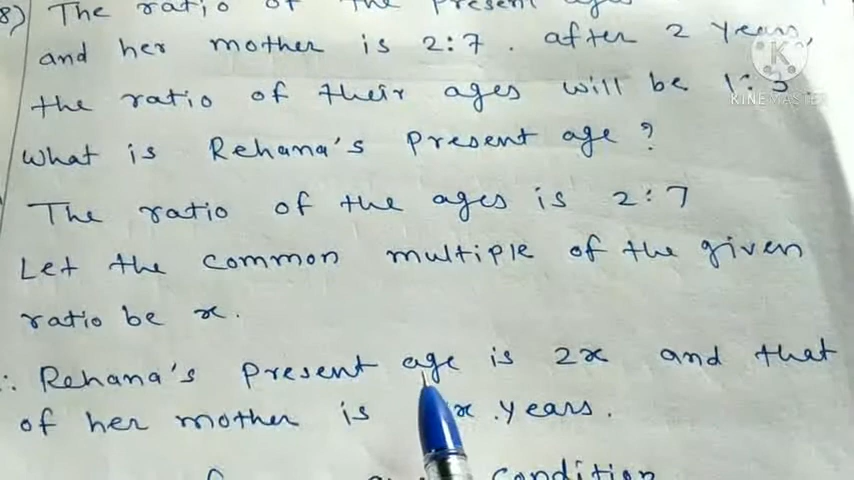 8) The ratio of the present
and her mother is 2:7. after 2 years,
the ratio of their ages will be 1:3.
KINEMASTER
What is Rehana's present age?
The ratio of the ages is 2:7
Let the common multiple of the given
ratio be x.
∴ Rehana's present age is 2x and that
of her mother is x years.
condition